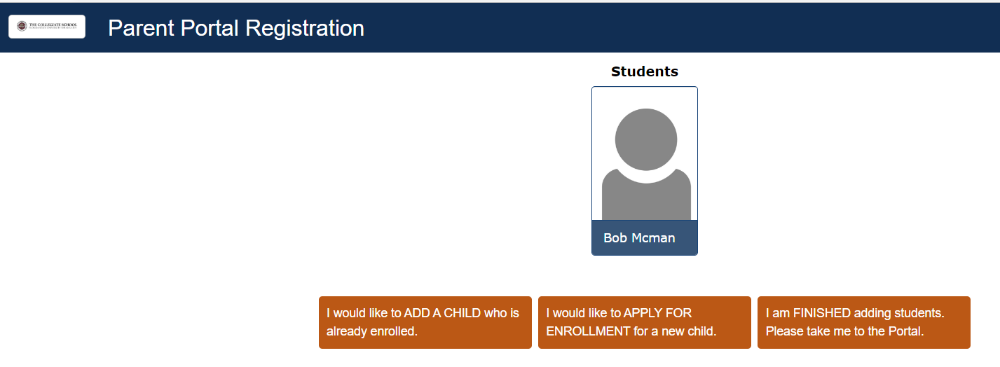 THE COLLEGIATE SCHOOL
Parent Portal Registration
Students
Bob Mcman
I would like to ADD A CHILD who is
already enrolled.
I would like to APPLY FOR
ENROLLMENT for a new child.
I am FINISHED adding students.
Please take me to the Portal.